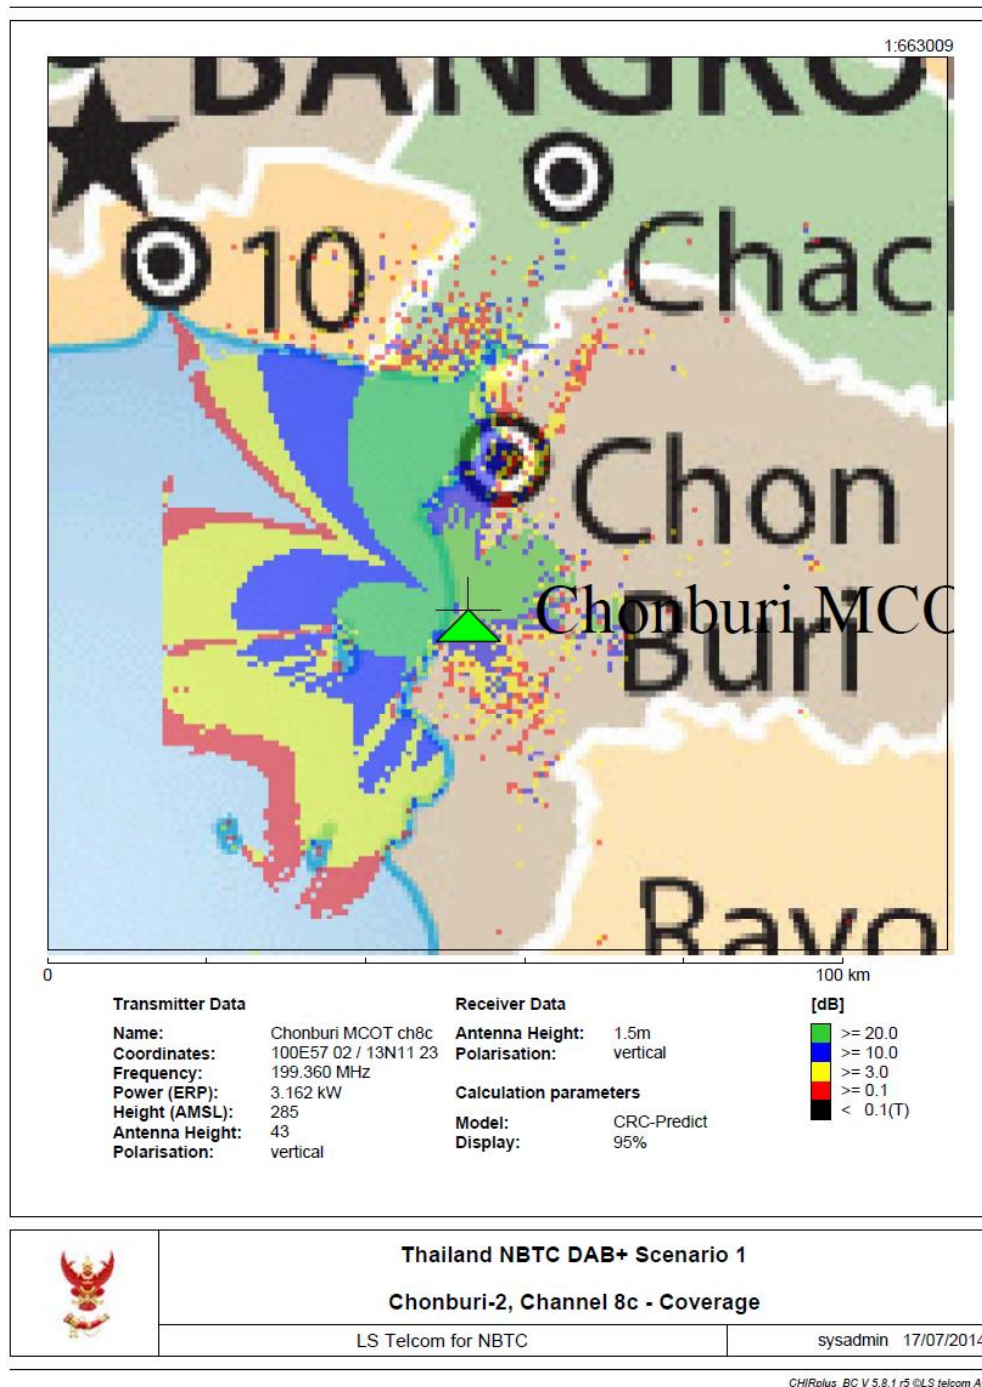 1:663009
BANGKO
10
Chac
Chon
Chonburi MCO
Buri
Rayo
0
100 km
Transmitter Data
Name: Chonburi MCOT ch8c
Coordinates: 100E57 02 / 13N11 23
Frequency: 199.360 MHz
Power (ERP): 3.162 kW
Height (AMSL): 285
Antenna Height: 43
Polarisation: vertical
Receiver Data
Antenna Height: 1.5m
Polarisation: vertical
Calculation parameters
Model: CRC-Predict
Display: 95%
[dB]
>= 20.0
>= 10.0
>= 3.0
>= 0.1
< 0.1(T)
Thailand NBTC DAB+ Scenario 1
Chonburi-2, Channel 8c - Coverage
LS Telcom for NBTC
sysadmin 17/07/2014
CHIRplus_BC V 5.8.1 r5 ©LS telcom A